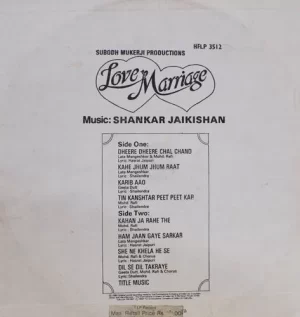 HFLP 3512
SUBODH MUKERJI PRODUCTIONS
Love Marriage
Music: SHANKAR JAIKISHAN
Side One:
DHEERE DHEERE CHAL CHAND
Lata Mangeshkar & Mohd. Rafi
Lyric: Hasrat Jaipuri
KAHE JHUM JHUM RAAT
Lata Mangeshkar
Lyric: Shailendra
KARIB AAO
Geeta Dutt
Lyric: Shailendra
TIN KANSHTAR PEET PEET KAR
Mohd. Rafi
Lyric: Shailendra
Side Two:
KAHAN JA RAHE THE
Mohd. Rafi
Lyric: Shailendra
HAM JAAN GAYE SARKAR
Lata Mangeshkar
Lyric: Hasrat Jaipuri
SHE NE KHELA HE SE
Mohd. Rafi & Chorus
Lyric: Hasrat Jaipuri
DIL SE DIL TAKRAYE
Geeta Dutt, Mohd. Rafi & Chorus
Lyric: Shailendra
TITLE MUSIC
Max. Retail Price Rs.